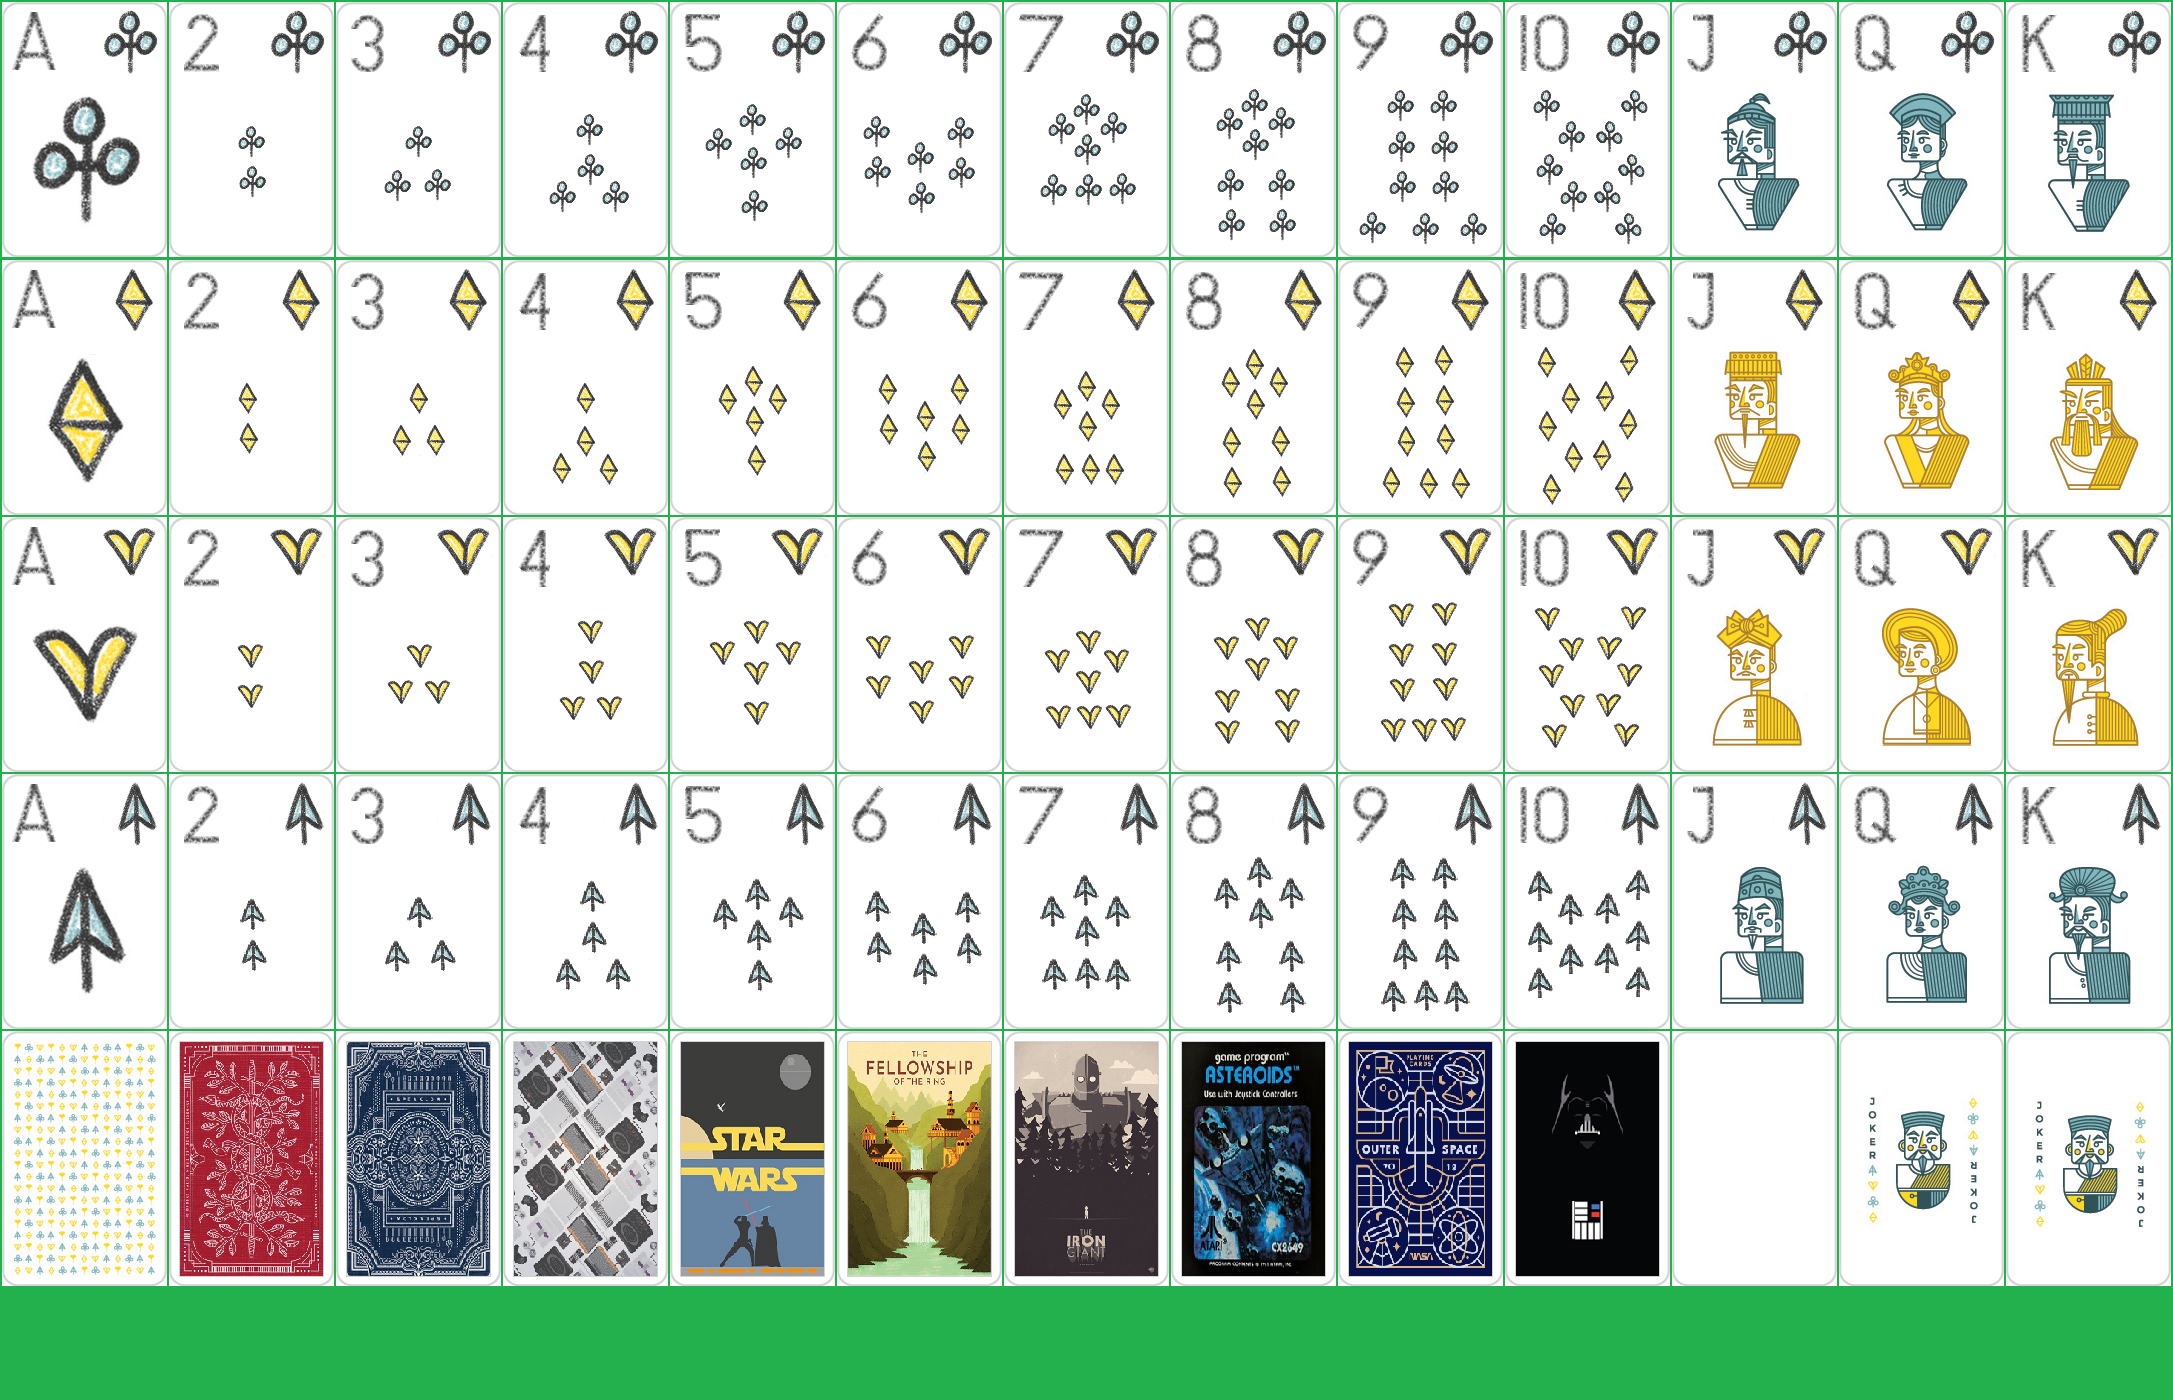 A 2 3 4 5 6 7 8 9 10 J Q K
A 2 3 4 5 6 7 8 9 10 J Q K
A 2 3 4 5 6 7 8 9 10 J Q K
A 2 3 4 5 6 7 8 9 10 J Q K
STAR
WARS
THE
FELLOWSHIP
OF THE RING
THE
IRON
GIANT
game program™
ASTEROIDS™
Use with Joystick Controllers
ATARI
CX2649
PLAYING
CARDS
OUTER SPACE
NASA
JOKER
JOKER
JOKER
JOKER